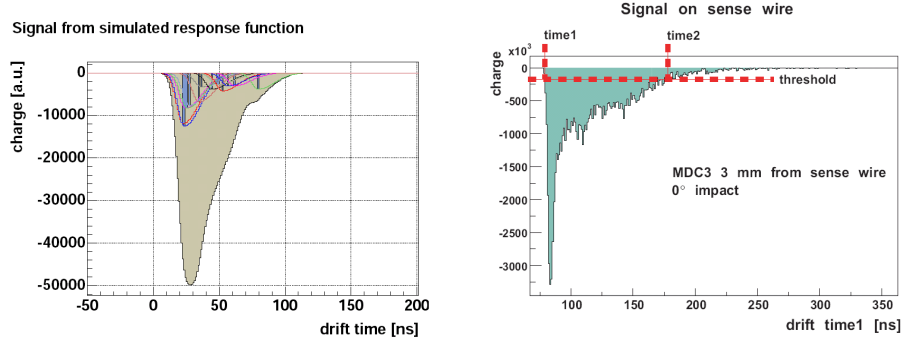 Signal from simulated response function
charge [a.u.]
0
-10000
-20000
-30000
-40000
-50000
-50 0 50 100 150 200
drift time [ns]
Signal on sense wire
time1 time2
x10³
charge
0
-500
-1000
-1500
-2000
-2500
-3000
threshold
MDC3 3 mm from sense wire
0° impact
100 150 200 250 300 350
drift time1 [ns]